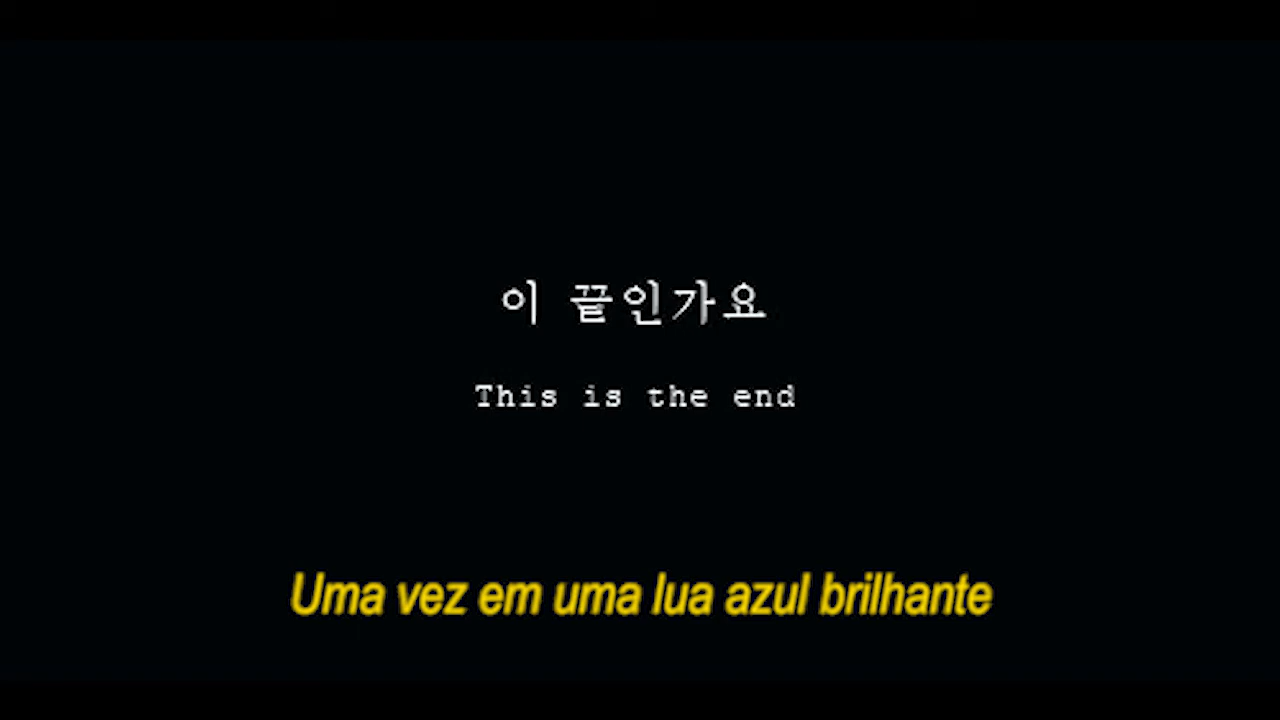 이 끝인가요
This is the end
Uma vez em uma lua azul brilhante